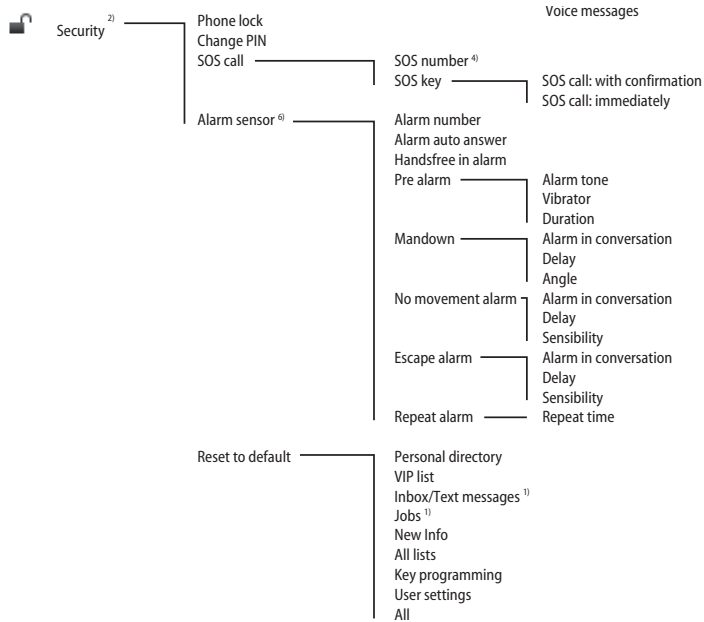 Voice messages
Security 2)
Phone lock
Change PIN
SOS call
SOS number 4)
SOS key
SOS call: with confirmation
SOS call: immediately
Alarm sensor 6)
Alarm number
Alarm auto answer
Handsfree in alarm
Pre alarm
Alarm tone
Vibrator
Duration
Mandown
Alarm in conversation
Delay
Angle
No movement alarm
Alarm in conversation
Delay
Sensibility
Escape alarm
Alarm in conversation
Delay
Sensibility
Repeat alarm
Repeat time
Reset to default
Personal directory
VIP list
Inbox/Text messages 1)
Jobs 1)
New Info
All lists
Key programming
User settings
All